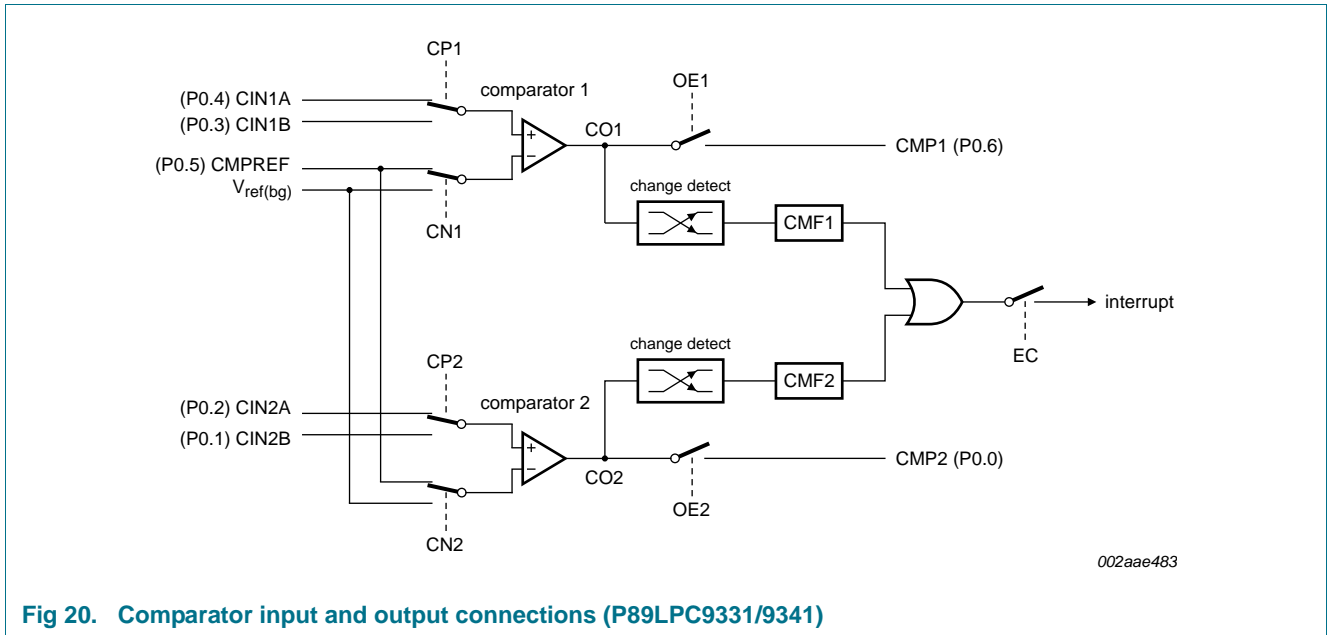 CP1
comparator 1
OE1
(P0.4) CIN1A
(P0.3) CIN1B
CO1
CMP1 (P0.6)
(P0.5) CMPREF
Vref(bg)
CN1
change detect
CMF1
interrupt
EC
change detect
CMF2
CP2
comparator 2
(P0.2) CIN2A
(P0.1) CIN2B
CO2
CMP2 (P0.0)
OE2
CN2
002aae483
Fig 20. Comparator input and output connections (P89LPC9331/9341)